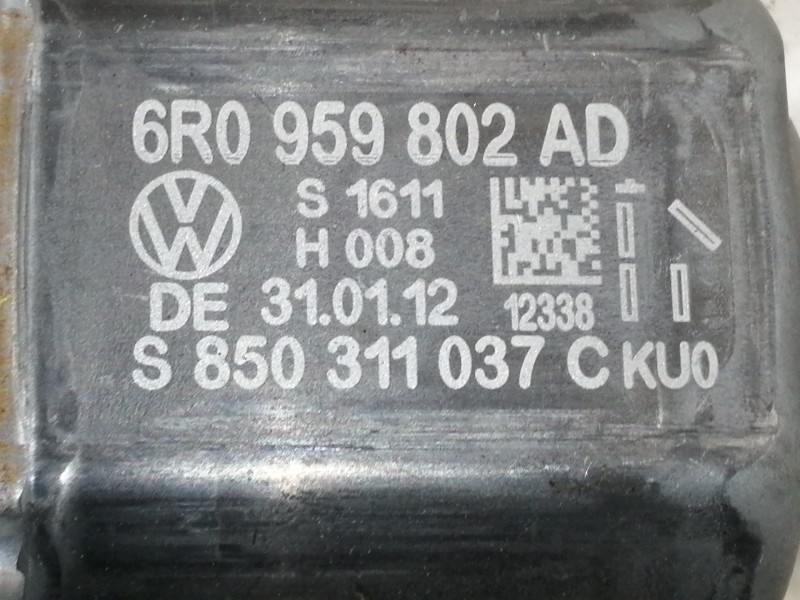 6R0 959 802 AD
S 1611
H 008
DE 31.01.12 12338
S 850 311 037 C KU0